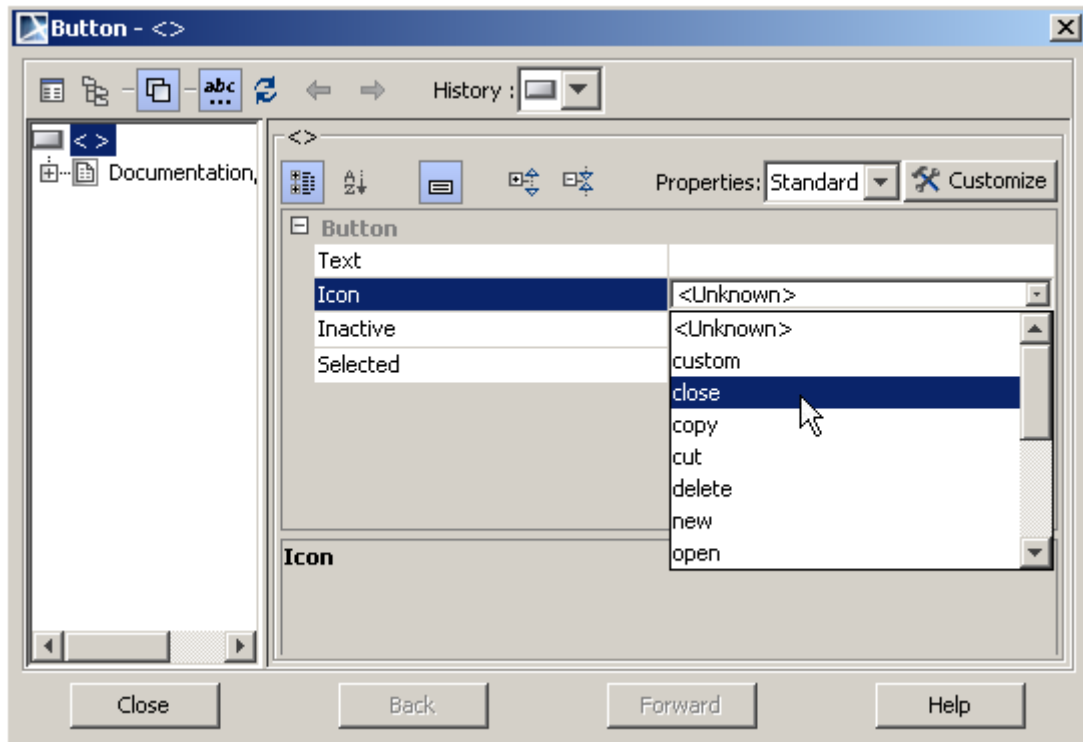 Button - <>
abc
...
History :
< >
Documentation,
<>
A
Z
Properties: Standard
Customize
Button
Text
Icon <Unknown>
Inactive
Selected
<Unknown>
custom
close
copy
cut
delete
new
open
Icon
Close Back Forward Help